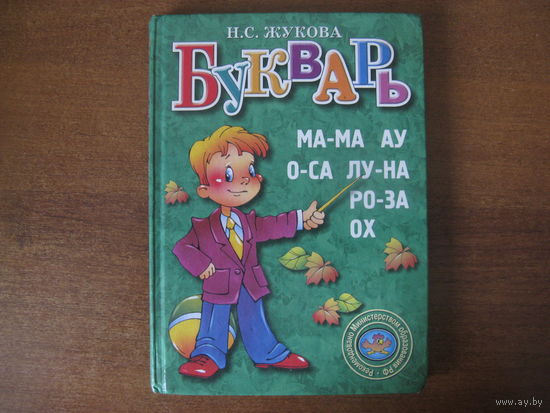 Н.С. ЖУКОВА
БУКВАРЬ
МА-МА АУ
О-СА ЛУ-НА
РО-ЗА
ОХ
Рекомендовано Министерством образования РФ
www.ay.by